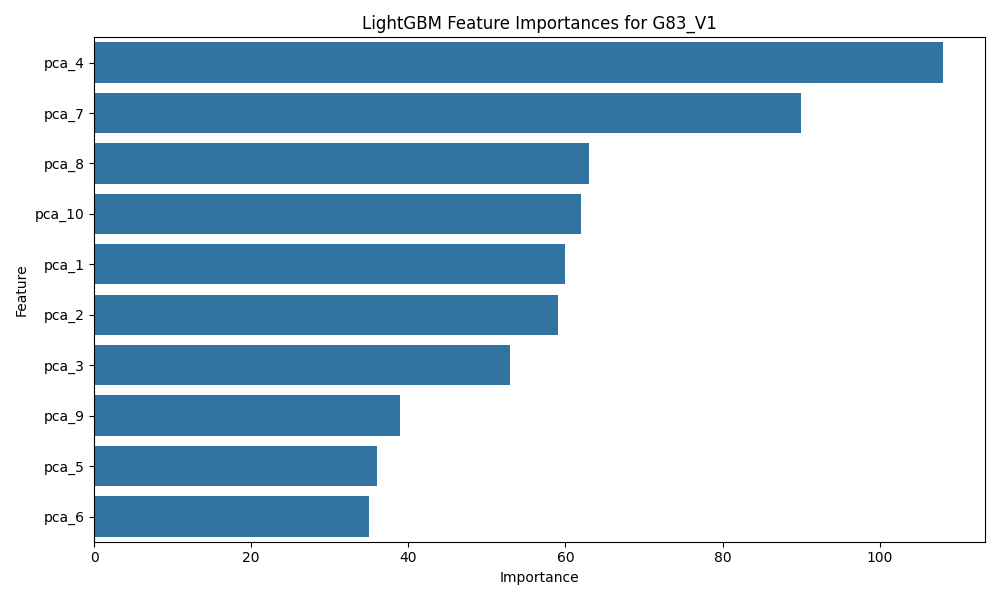 LightGBM Feature Importances for G83_V1
Feature
pca_4
pca_7
pca_8
pca_10
pca_1
pca_2
pca_3
pca_9
pca_5
pca_6
0 20 40 60 80 100
Importance